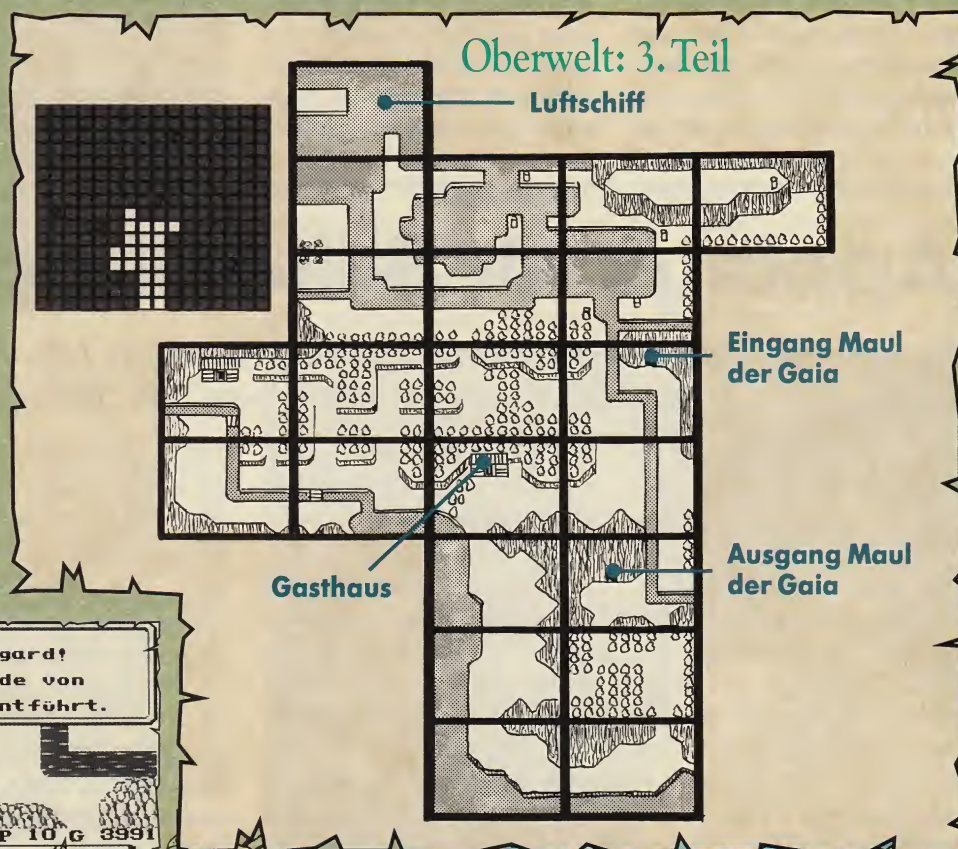 Oberwelt: 3. Teil
Luftschiff
Eingang Maul
der Gaia
Gasthaus
Ausgang Maul
der Gaia
gard!
de von
ntführt.
P 10 G 3991